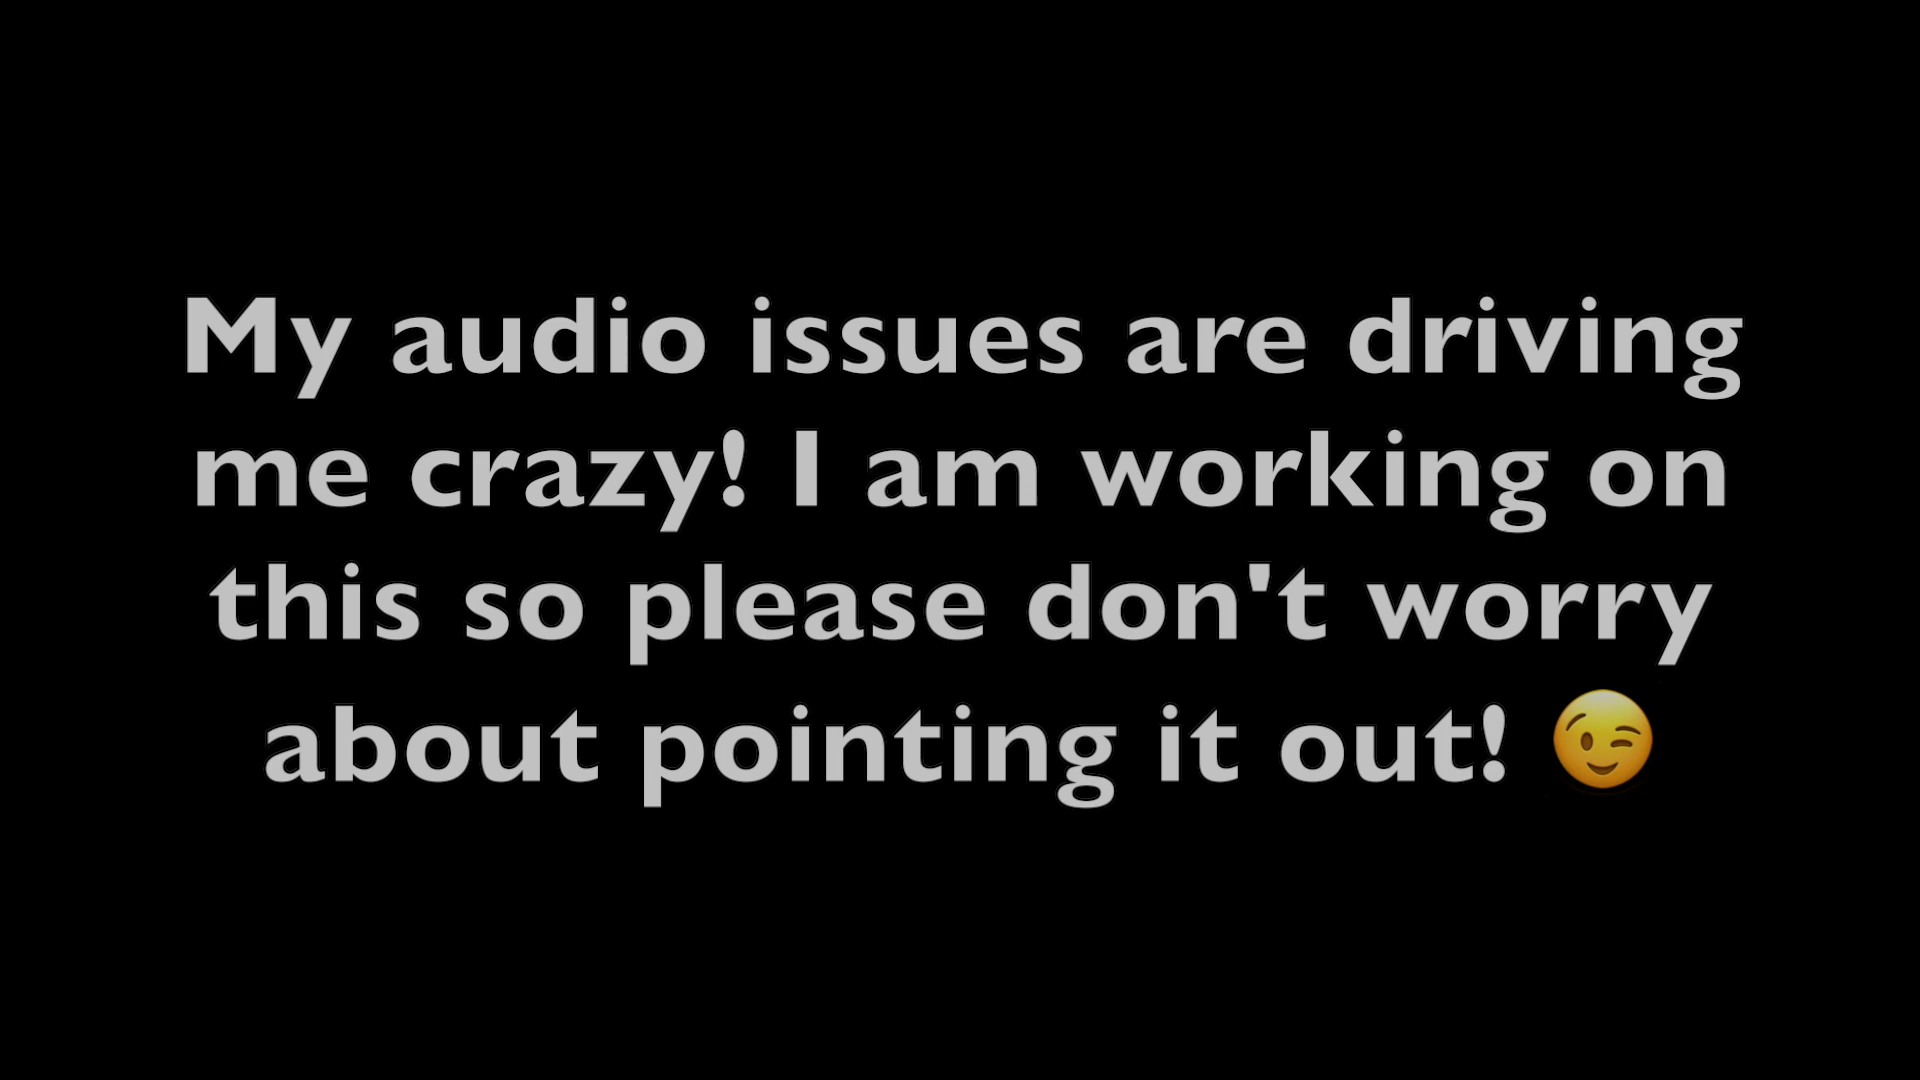 My audio issues are driving
me crazy! I am working on
this so please don't worry
about pointing it out! 😉